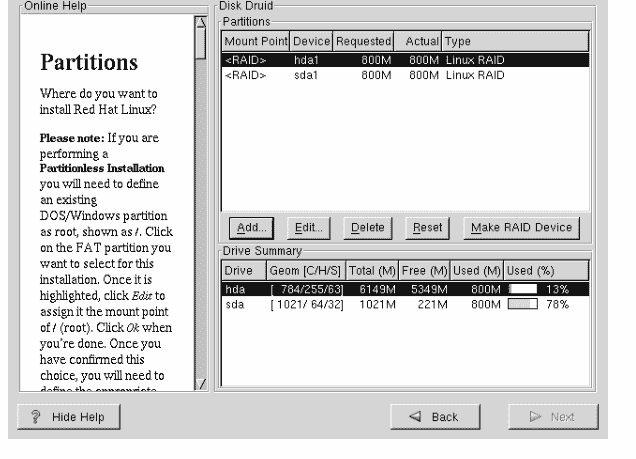 Online Help
Partitions
Where do you want to
install Red Hat Linux?
Please note: If you are
performing a
Partitionless Installation
you will need to define
an existing
DOS/Windows partition
as root, shown as /. Click
on the FAT partition you
want to select for this
installation. Once it is
highlighted, click Edit to
assign it the mount point
of / (root). Click Ok when
you're done. Once you
have confirmed this
choice, you will need to
define the appropriate
Disk Druid
Partitions
Mount Point Device Requested Actual Type
<RAID> hda1 800M 800M Linux RAID
<RAID> sda1 800M 800M Linux RAID
Add... Edit... Delete Reset Make RAID Device
Drive Summary
Drive Geom [C/H/S] Total (M) Free (M) Used (M) Used (%)
hda [ 784/255/63] 6149M 5349M 800M 13%
sda [ 1021/ 64/32] 1021M 221M 800M 78%
? Hide Help Back Next